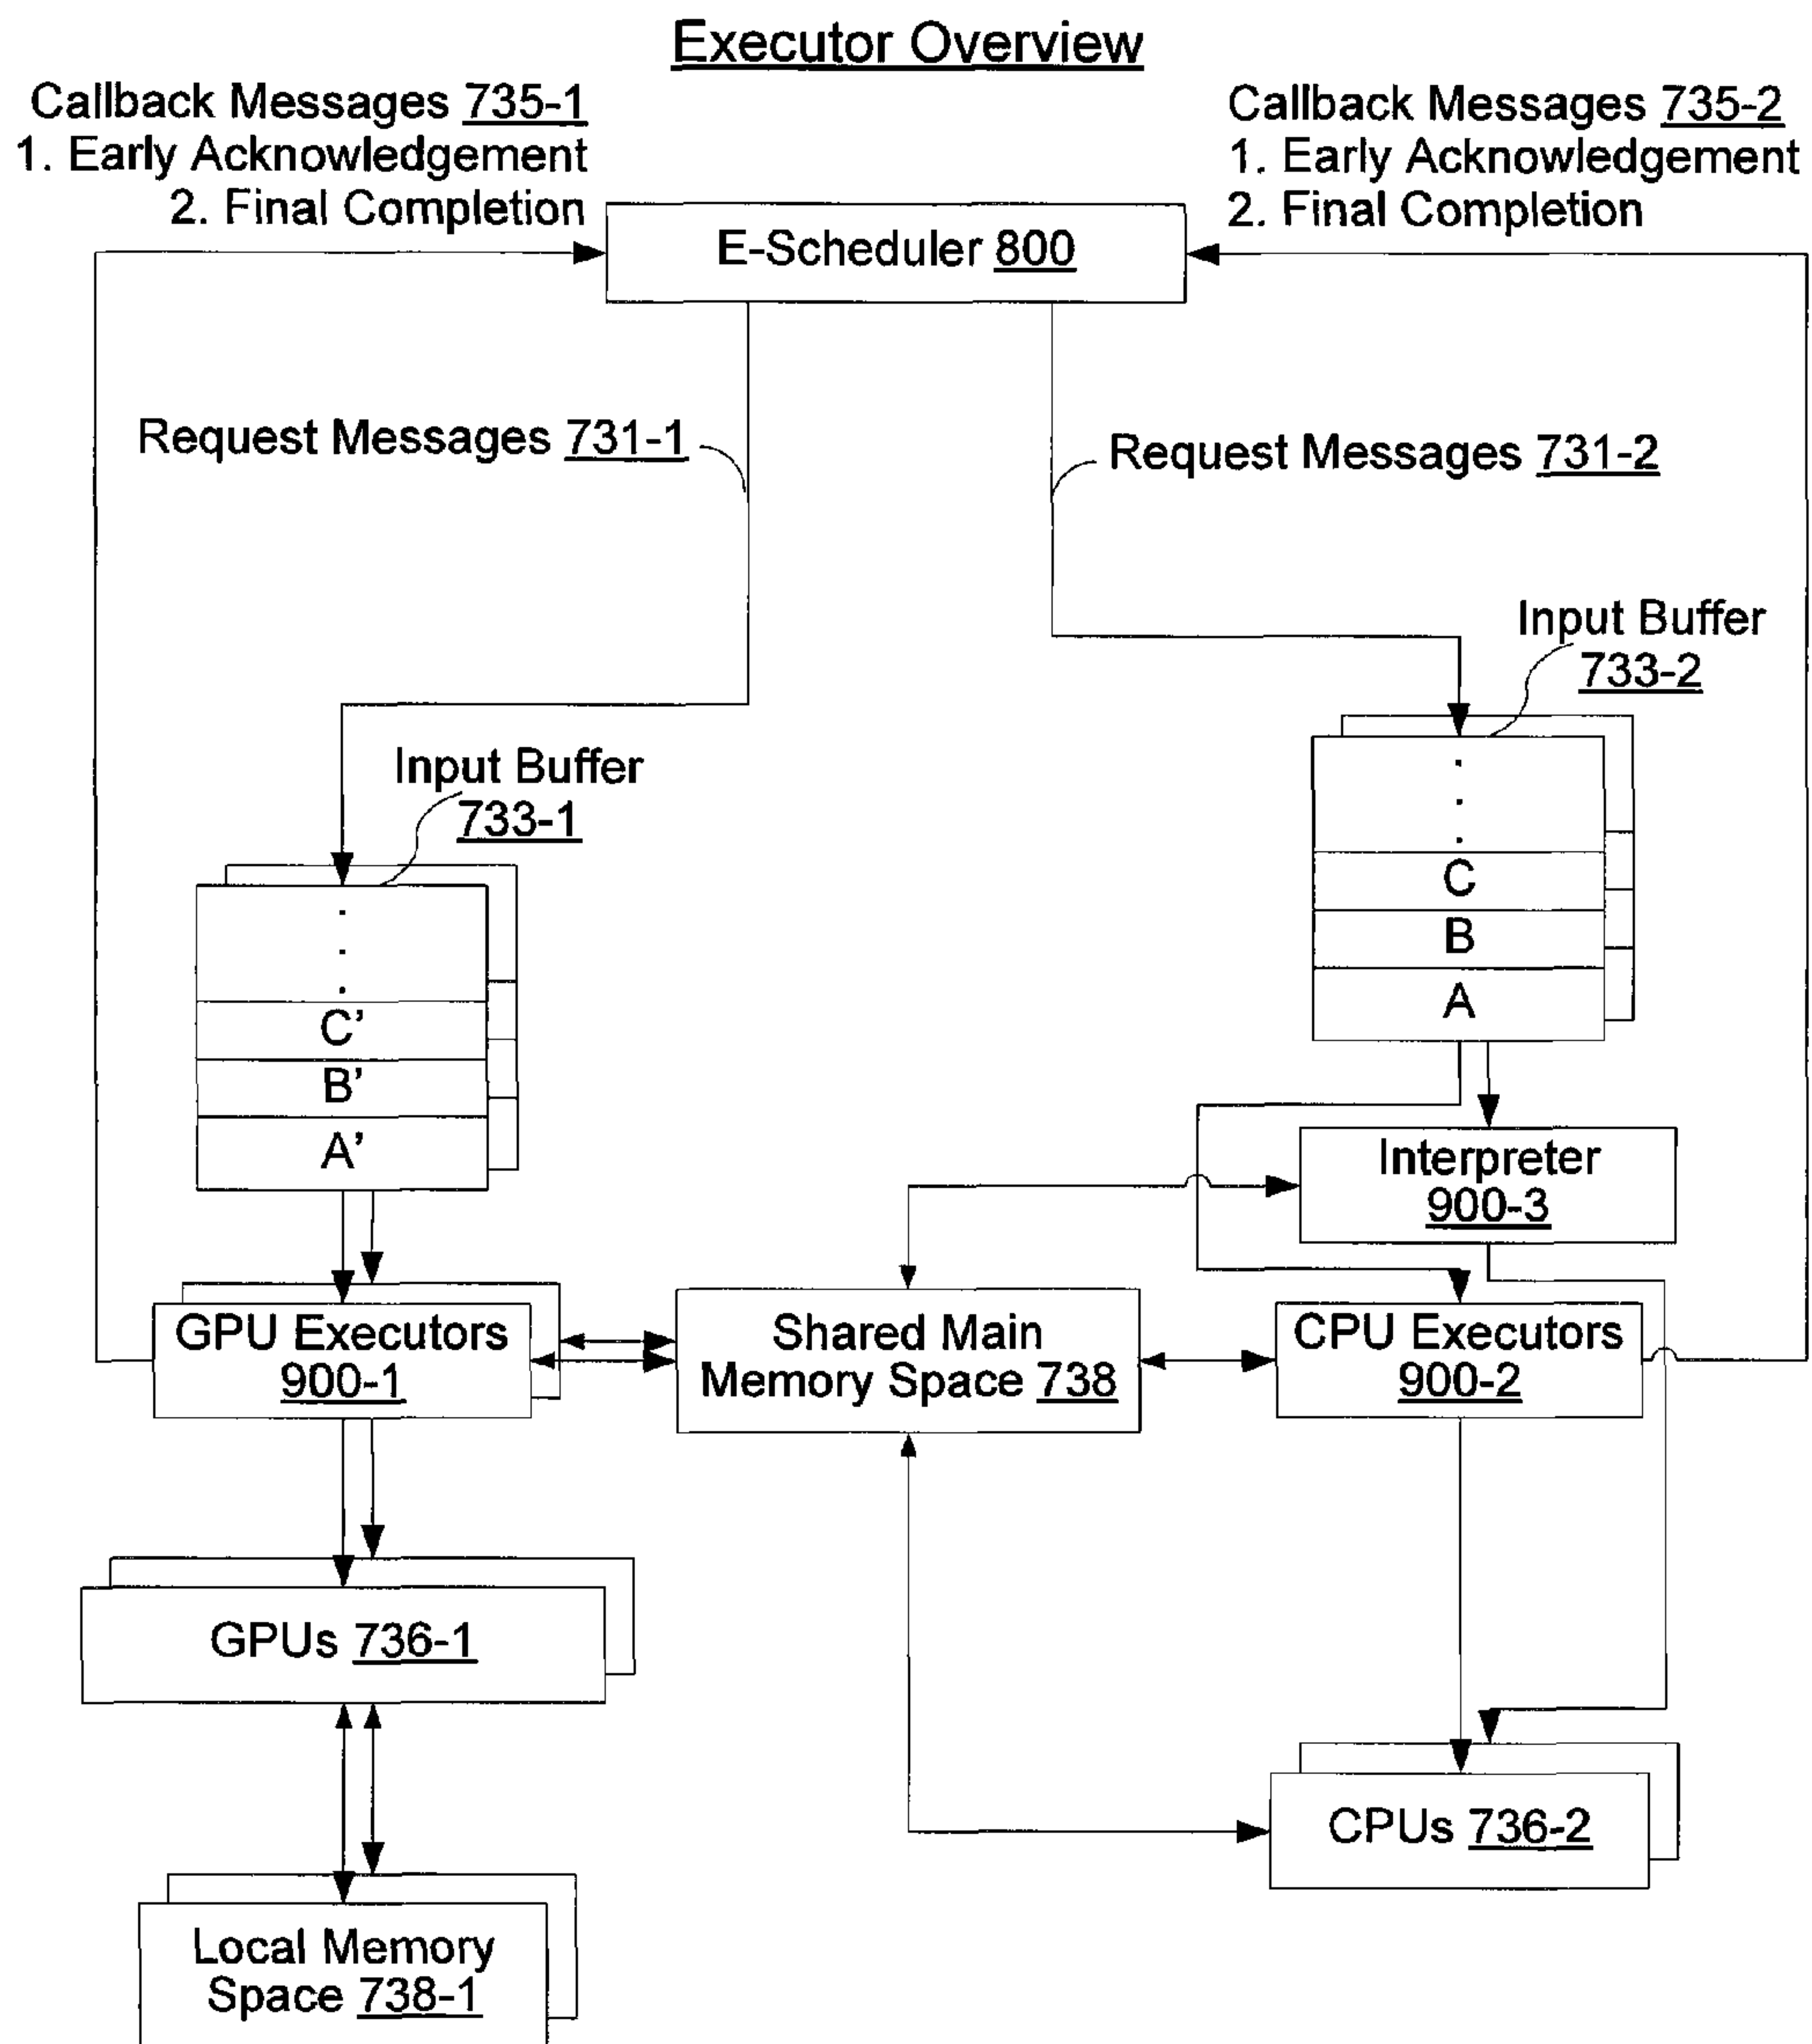 Executor Overview
Callback Messages 735-1
1. Early Acknowledgement
2. Final Completion
Callback Messages 735-2
1. Early Acknowledgement
2. Final Completion
E-Scheduler 800
Request Messages 731-1
Request Messages 731-2
Input Buffer
733-2
Input Buffer
733-1
.
.
.
C
B
A
.
.
.
C’
B’
A’
Interpreter
900-3
GPU Executors
900-1
Shared Main
Memory Space 738
CPU Executors
900-2
GPUs 736-1
CPUs 736-2
Local Memory
Space 738-1